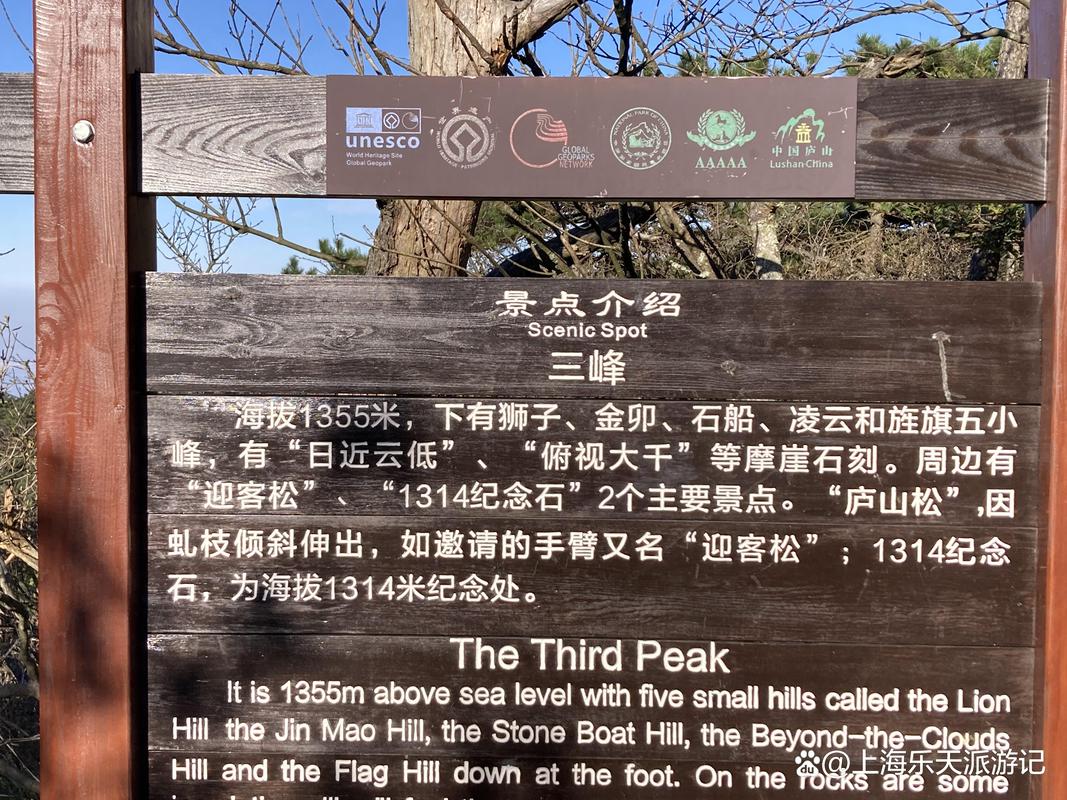 unesco
World Heritage Site
Global Geopark
GLOBAL
GEOPARKS
NETWORK
AAAAA
中国庐山
Lushan·China
景点介绍
Scenic Spot
三峰
海拔1355米，下有狮子、金卯、石船、凌云和旌旗五小
峰，有“日近云低”、“俯视大千”等摩崖石刻。周边有
“迎客松”、“1314纪念石”2个主要景点。“庐山松”,因
虬枝倾斜伸出，如邀请的手臂又名“迎客松”；1314纪念
石，为海拔1314米纪念处。
The Third Peak
It is 1355m above sea level with five small hills called the Lion
Hill the Jin Mao Hill, the Stone Boat Hill, the Beyond-the-Clouds
Hill and the Flag Hill down at the foot. On the rocks are some
@上海乐天派游记